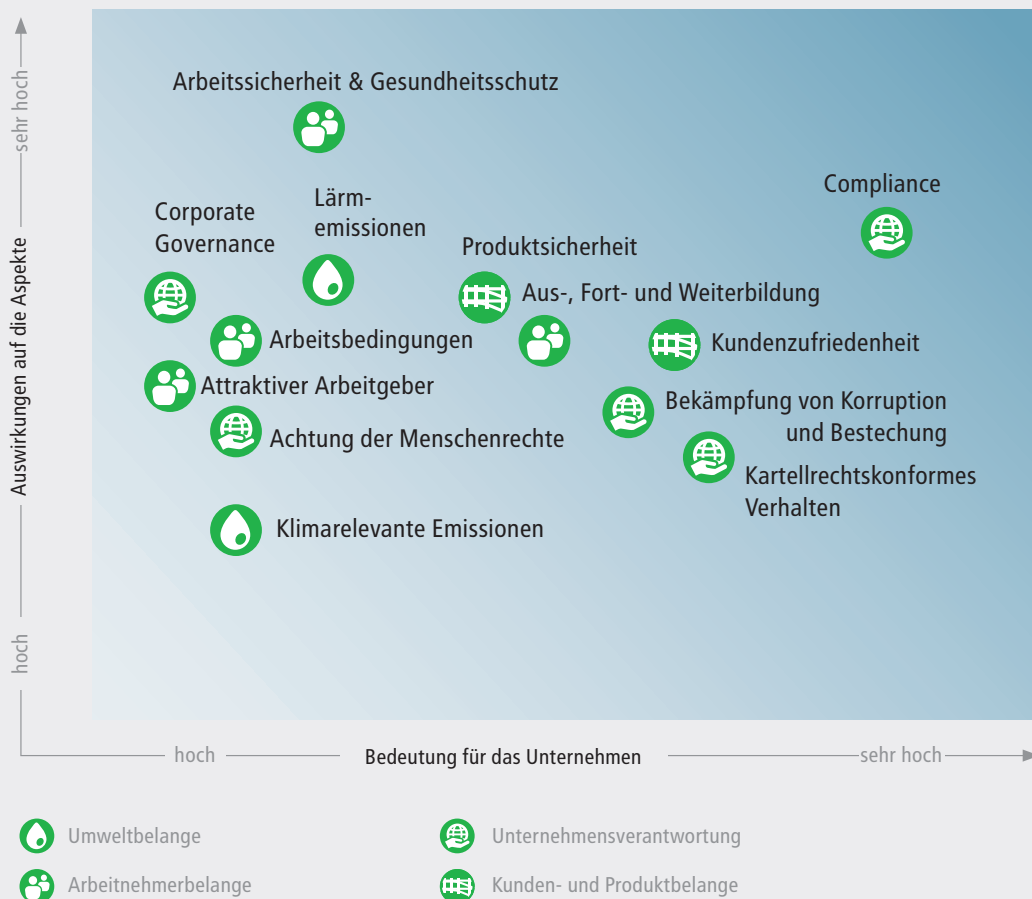 sehr hoch
Auswirkungen auf die Aspekte
hoch
Arbeitssicherheit & Gesundheitsschutz
Compliance
Corporate
Governance
Lärm-
emissionen
Produktsicherheit
Aus-, Fort- und Weiterbildung
Arbeitsbedingungen
Kundenzufriedenheit
Attraktiver Arbeitgeber
Bekämpfung von Korruption
und Bestechung
Achtung der Menschenrechte
Kartellrechtskonformes
Verhalten
Klimarelevante Emissionen
hoch
Bedeutung für das Unternehmen
sehr hoch
Umweltbelange
Unternehmensverantwortung
Arbeitnehmerbelange
Kunden- und Produktbelange